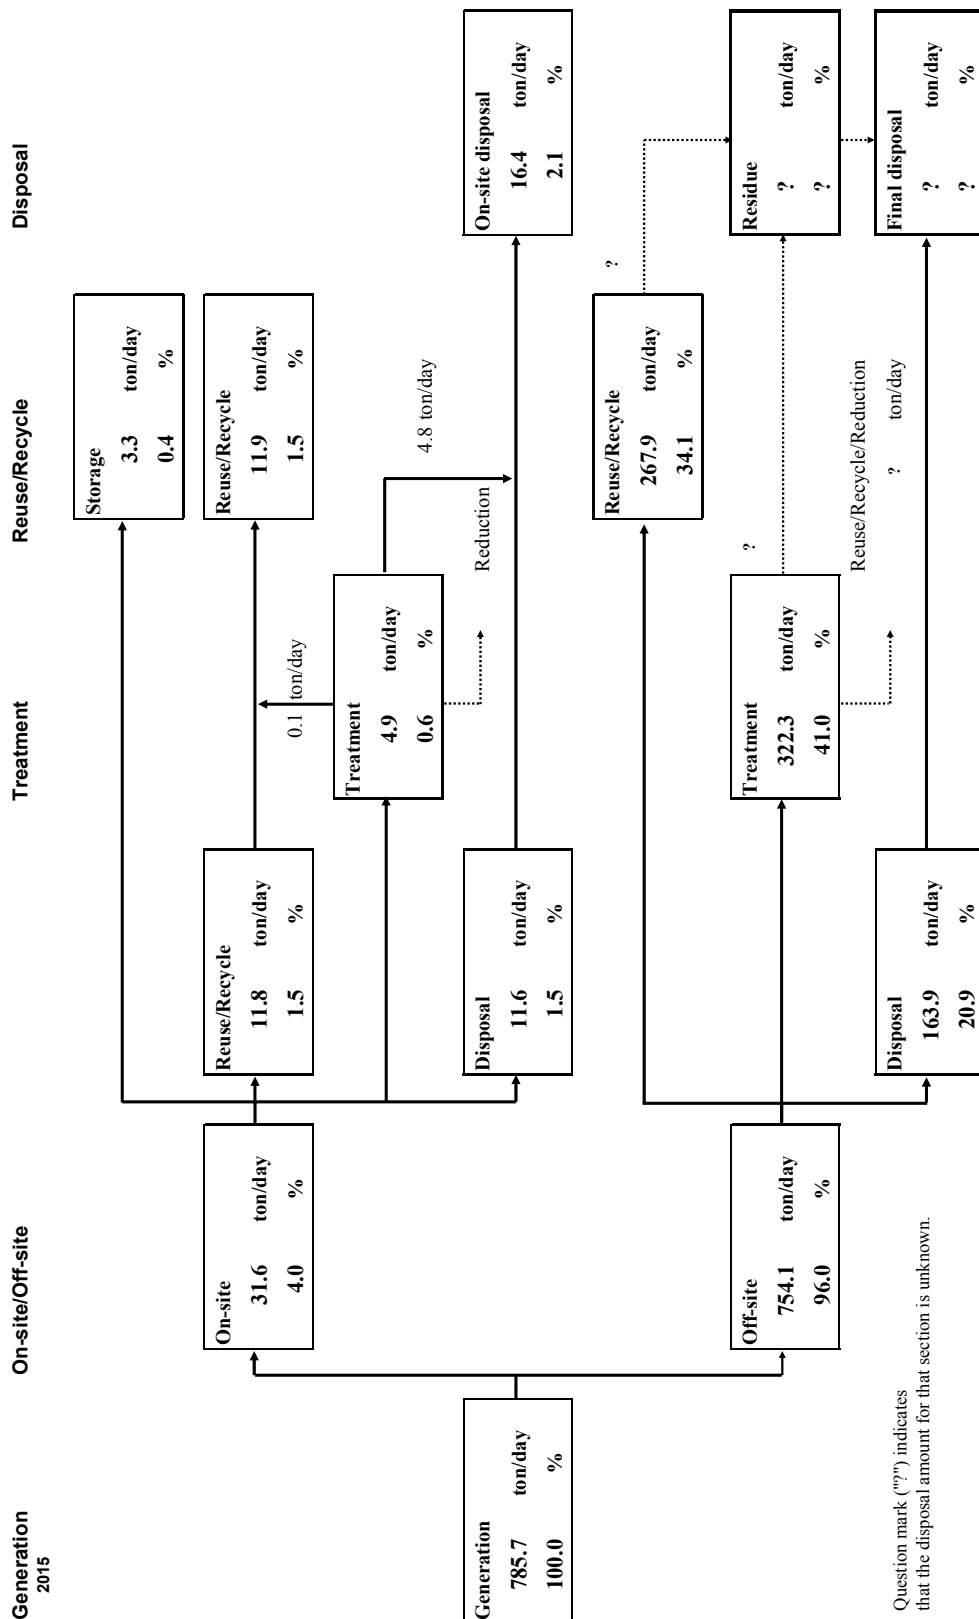 Generation
2015
On-site/Off-site
Treatment
Reuse/Recycle
Disposal
Generation
785.7 ton/day
100.0 %
On-site
31.6 ton/day
4.0 %
Off-site
754.1 ton/day
96.0 %
Storage
3.3 ton/day
0.4 %
Reuse/Recycle
11.8 ton/day
1.5 %
Reuse/Recycle
11.9 ton/day
1.5 %
0.1 ton/day
Treatment
4.9 ton/day
0.6 %
4.8 ton/day
Reduction
Disposal
11.6 ton/day
1.5 %
On-site disposal
16.4 ton/day
2.1 %
Reuse/Recycle
267.9 ton/day
34.1 %
?
Treatment
322.3 ton/day
41.0 %
?
Residue
? ton/day
? %
Reuse/Recycle/Reduction
? ton/day
Disposal
163.9 ton/day
20.9 %
Final disposal
? ton/day
? %
Question mark ("?") indicates
that the disposal amount for that section is unknown.